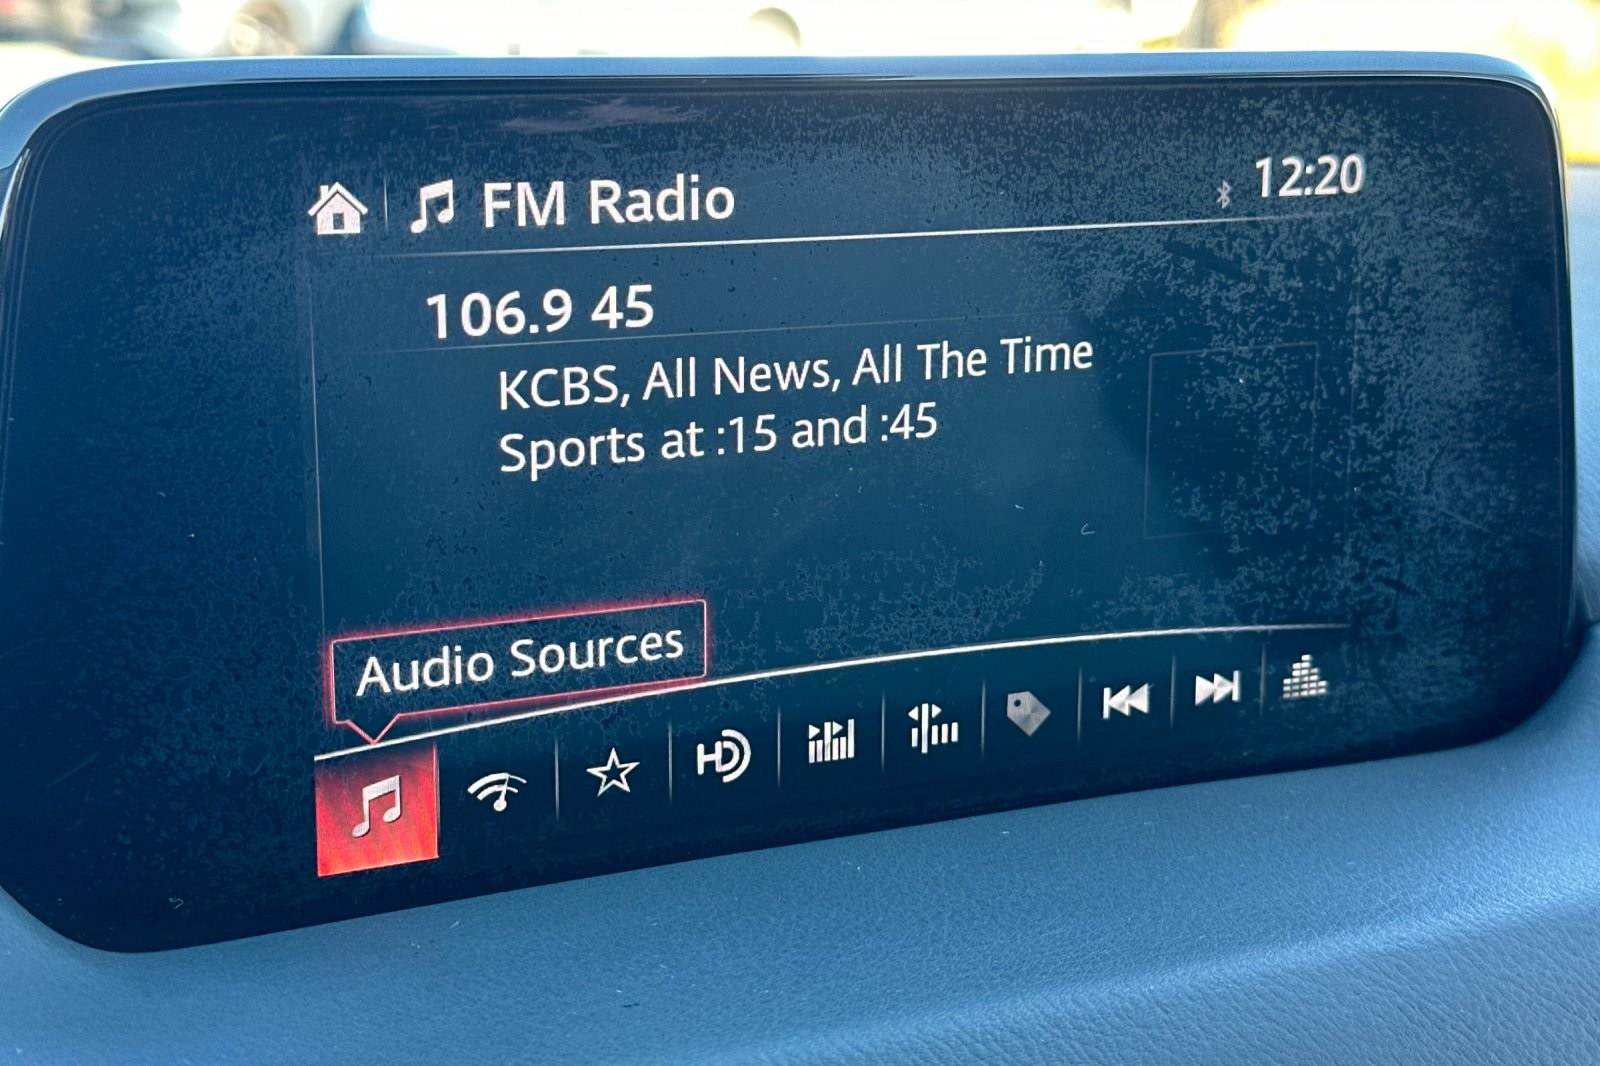 FM Radio
12:20
106.9 45
KCBS, All News, All The Time
Sports at :15 and :45
Audio Sources
HD